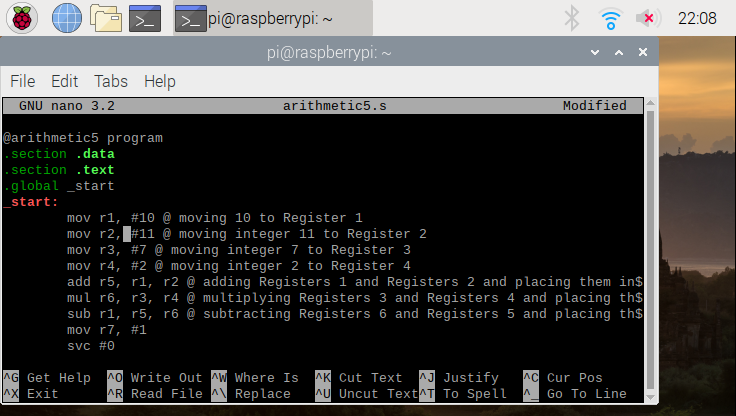 pi@raspberrypi: ~ 22:08
pi@raspberrypi: ~
File Edit Tabs Help
GNU nano 3.2 arithmetic5.s Modified
@arithmetic5 program
.section .data
.section .text
.global _start
_start:
mov r1, #10 @ moving 10 to Register 1
mov r2, #11 @ moving integer 11 to Register 2
mov r3, #7 @ moving integer 7 to Register 3
mov r4, #2 @ moving integer 2 to Register 4
add r5, r1, r2 @ adding Registers 1 and Registers 2 and placing them in$
mul r6, r3, r4 @ multiplying Registers 3 and Registers 4 and placing th$
sub r1, r5, r6 @ subtracting Registers 6 and Registers 5 and placing th$
mov r7, #1
svc #0
^G Get Help ^O Write Out ^W Where Is ^K Cut Text ^J Justify ^C Cur Pos
^X Exit ^R Read File ^\ Replace ^U Uncut Text ^T To Spell ^_ Go To Line